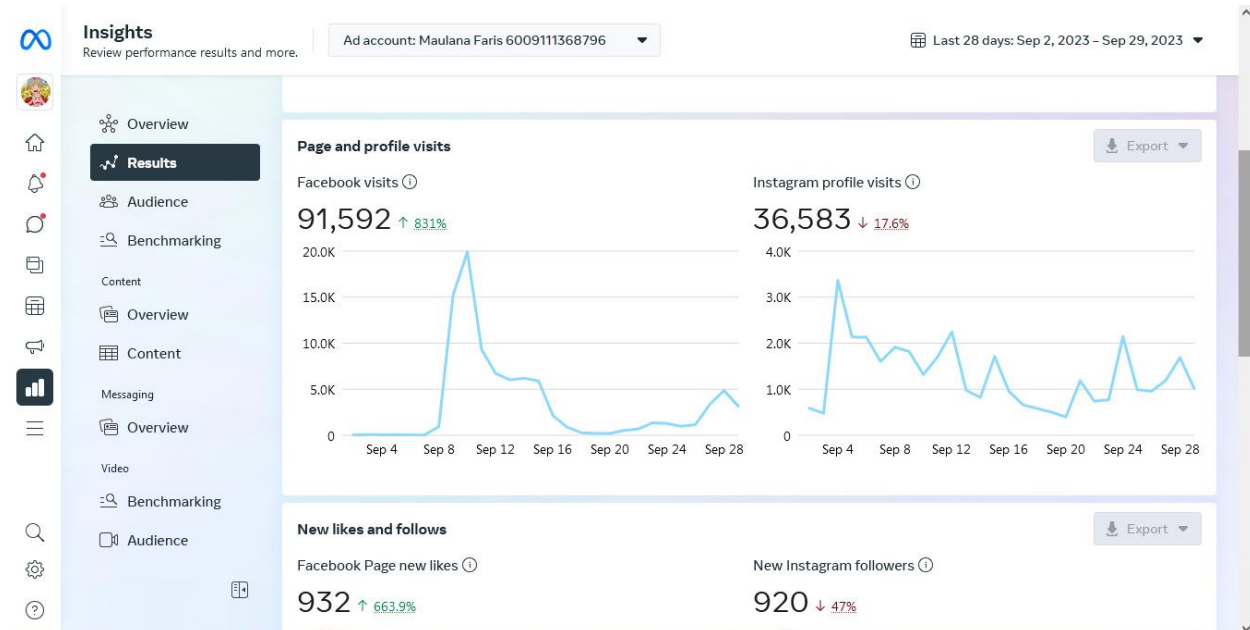 Insights
Review performance results and more.
Ad account: Maulana Faris 6009111368796
Last 28 days: Sep 2, 2023 – Sep 29, 2023
Overview
Results
Audience
Benchmarking
Content
Overview
Content
Messaging
Overview
Video
Benchmarking
Audience
Page and profile visits
Export
Facebook visits
91,592 ↑ 831%
20.0K
15.0K
10.0K
5.0K
0
Sep 4 Sep 8 Sep 12 Sep 16 Sep 20 Sep 24 Sep 28
Instagram profile visits
36,583 ↓ 17.6%
4.0K
3.0K
2.0K
1.0K
0
Sep 4 Sep 8 Sep 12 Sep 16 Sep 20 Sep 24 Sep 28
New likes and follows
Export
Facebook Page new likes
932 ↑ 663.9%
New Instagram followers
920 ↓ 47%